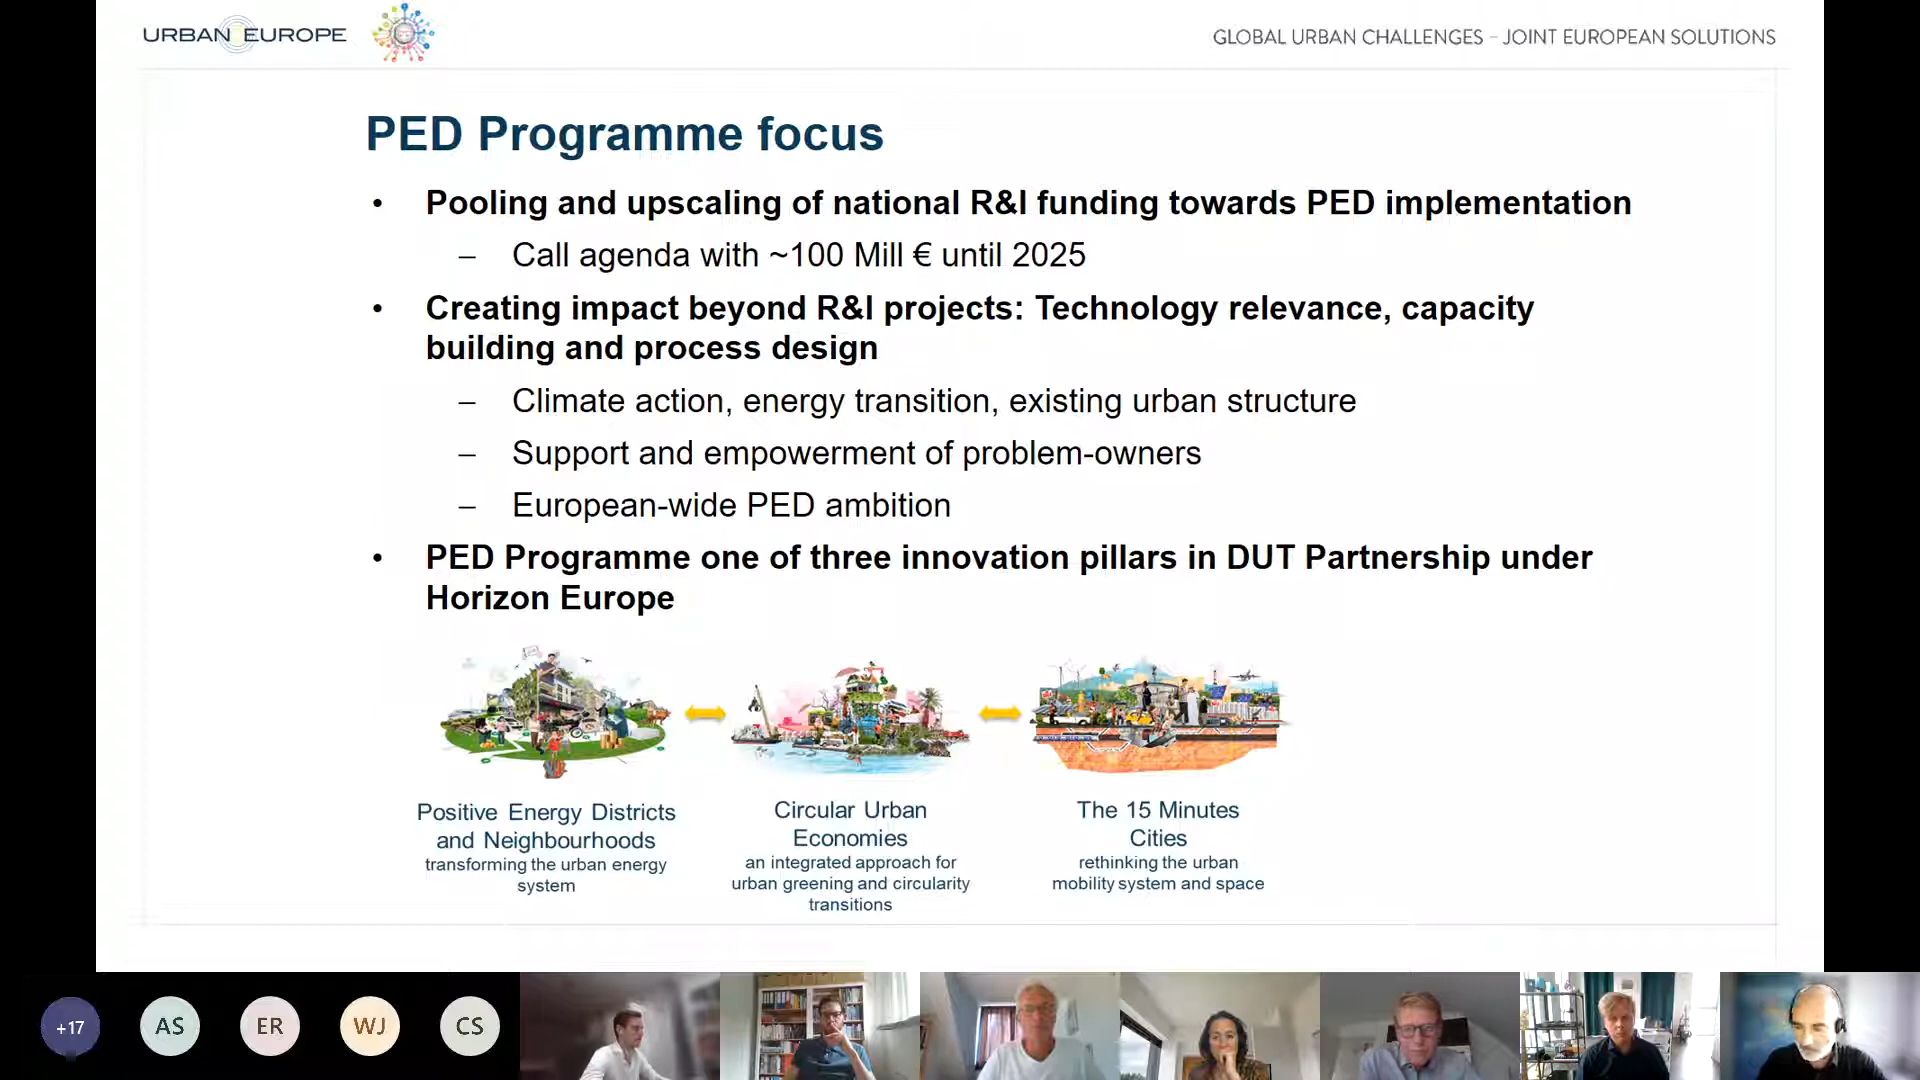 URBAN EUROPE
GLOBAL URBAN CHALLENGES – JOINT EUROPEAN SOLUTIONS
PED Programme focus
• Pooling and upscaling of national R&I funding towards PED implementation
– Call agenda with ~100 Mill € until 2025
• Creating impact beyond R&I projects: Technology relevance, capacity
building and process design
– Climate action, energy transition, existing urban structure
– Support and empowerment of problem-owners
– European-wide PED ambition
• PED Programme one of three innovation pillars in DUT Partnership under
Horizon Europe
Positive Energy Districts
and Neighbourhoods
transforming the urban energy
system
Circular Urban
Economies
an integrated approach for
urban greening and circularity
transitions
The 15 Minutes
Cities
rethinking the urban
mobility system and space
+17
AS
ER
WJ
CS